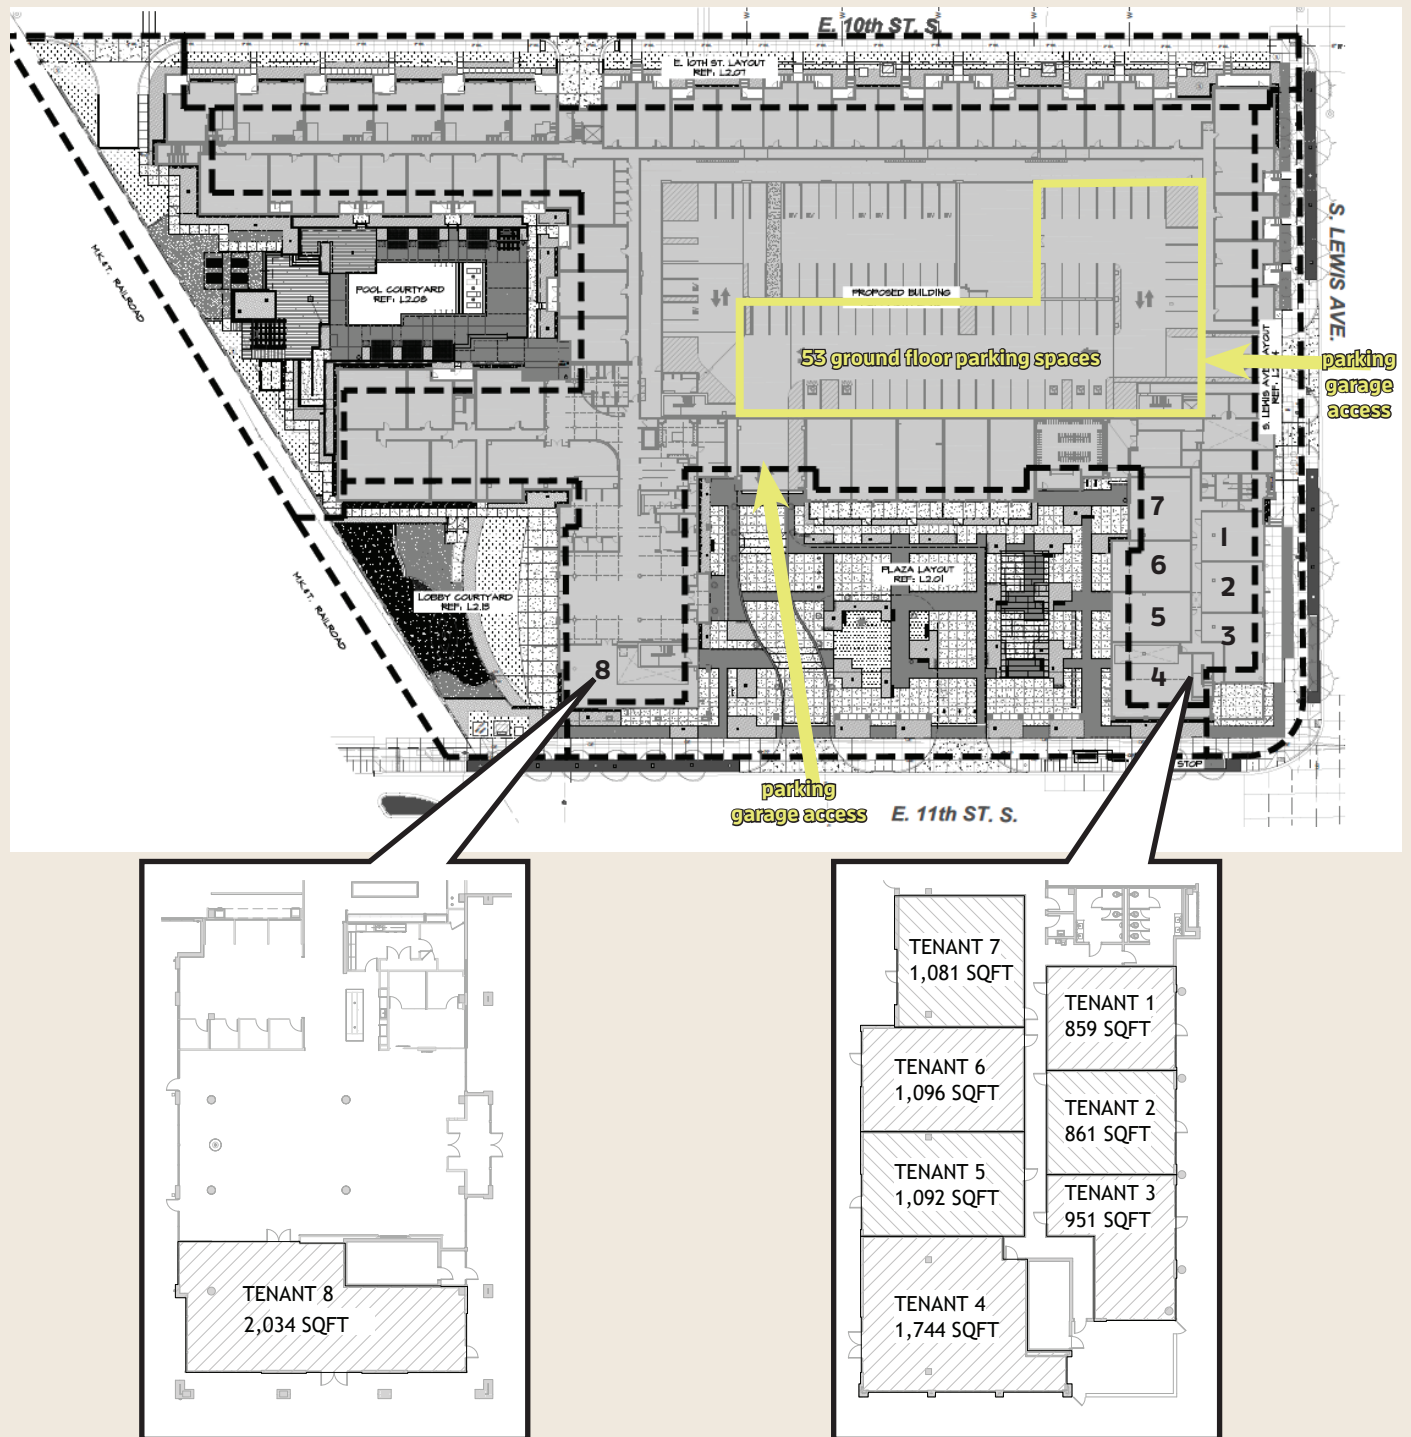 E. 10th ST. S.
E. 10TH ST. LAYOUT
REF: L2.07
S. LEWIS AVE.
M.K.&T. RAILROAD
POOL COURTYARD
REF: L2.08
PROPOSED BUILDING
53 ground floor parking spaces
parking
garage
access
S. LEWIS AVE LAYOUT
M.K.&T. RAILROAD
LOBBY COURTYARD
REF: L2.13
PLAZA LAYOUT
REF: L2.01
7
1
6
2
5
3
8
4
STOP
parking
garage access
E. 11th ST. S.
TENANT 8
2,034 SQFT
TENANT 7
1,081 SQFT
TENANT 1
859 SQFT
TENANT 6
1,096 SQFT
TENANT 2
861 SQFT
TENANT 5
1,092 SQFT
TENANT 3
951 SQFT
TENANT 4
1,744 SQFT